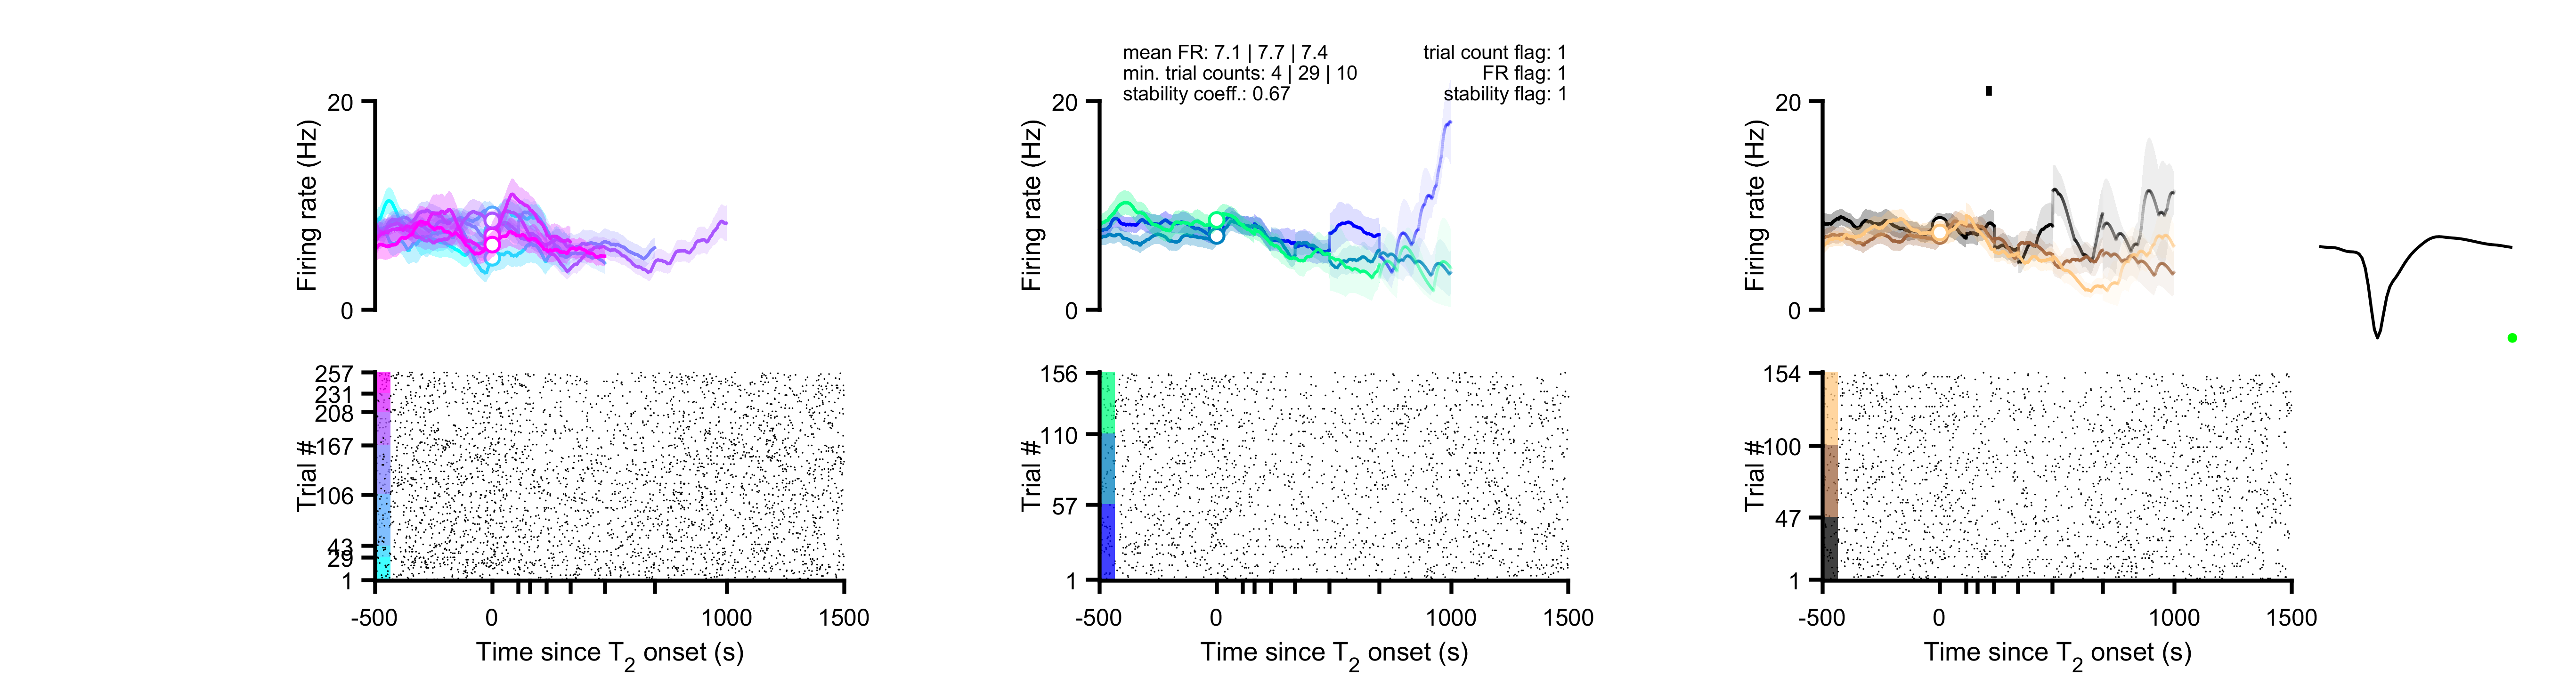 mean FR: 7.1 | 7.7 | 7.4
min. trial counts: 4 | 29 | 10
stability coeff.: 0.67
trial count flag: 1
FR flag: 1
stability flag: 1
Firing rate (Hz)
20
0
Firing rate (Hz)
20
0
Firing rate (Hz)
20
0
Trial #
257
231
208
167
106
43
29
1
-500
0
1000
1500
Time since T2 onset (s)
Trial #
156
110
57
1
-500
0
1000
1500
Time since T2 onset (s)
Trial #
154
100
47
1
-500
0
1000
1500
Time since T2 onset (s)